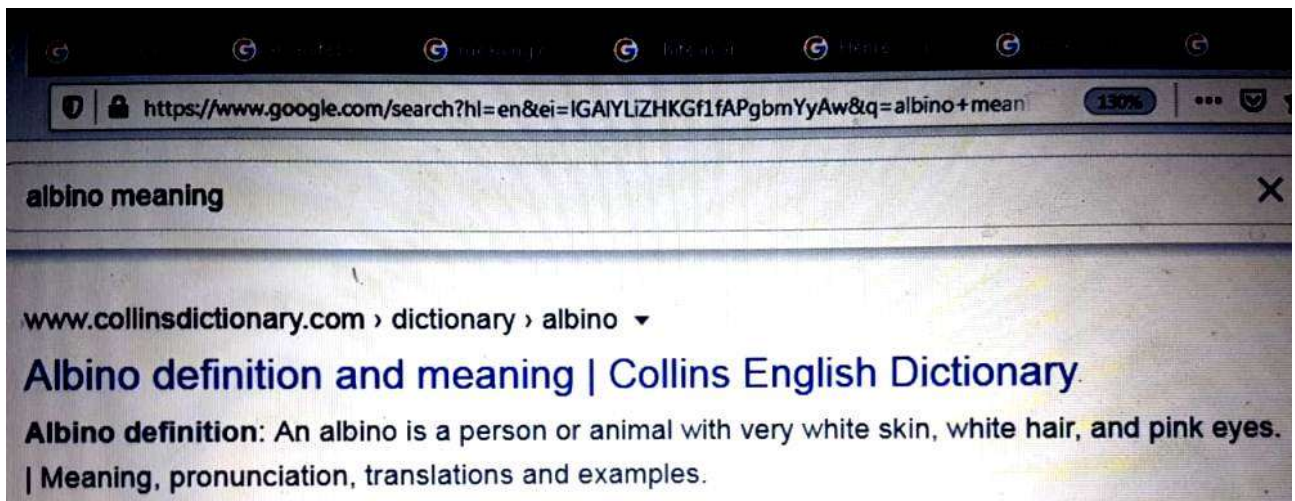 https://www.google.com/search?hl=en&ei=IGAIYLiZHKGf1fAPgbmYyAw&q=albino+mean 130%
albino meaning
www.collinsdictionary.com › dictionary › albino
Albino definition and meaning | Collins English Dictionary
Albino definition: An albino is a person or animal with very white skin, white hair, and pink eyes.
| Meaning, pronunciation, translations and examples.